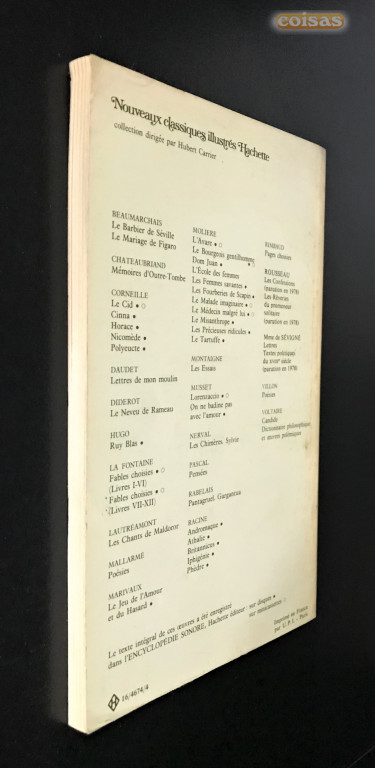 coisas
Nouveaux classiques illustrés Hachette
collection dirigée par Hubert Carrier
BEAUMARCHAIS
Le Barbier de Séville
Le Mariage de Figaro
CHATEAUBRIAND
Mémoires d'Outre-Tombe
CORNEILLE
Le Cid ● ○
Cinna ●
Horace ●
Nicomède ●
Polyeucte ●
DAUDET
Lettres de mon moulin
DIDEROT
Le Neveu de Rameau
HUGO
Ruy Blas ●
LA FONTAINE
Fables choisies ● ○
(Livres I-VI)
Fables choisies ● ○
(Livres VII-XII)
LAUTRÉAMONT
Les Chants de Maldoror
MALLARMÉ
Poésies
MARIVAUX
Le Jeu de l'Amour
et du Hasard ●
MOLIÈRE
L'Avare ● ○
Le Bourgeois gentilhomme
Dom Juan ● ● ○
L'École des femmes
Les Femmes savantes ●
Les Fourberies de Scapin ●
Le Malade imaginaire ● ○
Le Médecin malgré lui ● ○
Le Misanthrope ●
Les Précieuses ridicules ●
Le Tartuffe ●
MONTAIGNE
Les Essais
MUSSET
Lorenzaccio ● ○
On ne badine pas
avec l'amour ●
NERVAL
Les Chimères. Sylvie
PASCAL
Pensées
RABELAIS
Pantagruel. Gargantua
RACINE
Andromaque ●
Athalie ●
Britannicus ●
Iphigénie ●
Phèdre ●
RIMBAUD
Pages choisies
ROUSSEAU
Les Confessions
(parution en 1978)
Les Rêveries
du promeneur
solitaire
(parution en 1978)
Mme de SÉVIGNÉ
Lettres
Textes politiques
du XVIIIe siècle
(parution en 1978)
VILLON
Poésies
VOLTAIRE
Candide
Dictionnaire philosophique
et œuvres polémiques
Le texte intégral de ces œuvres a été enregistré
dans l'ENCYCLOPÉDIE SONORE, Hachette éditeur : sur disques ●
sur minicassettes ○
Imprimé en France
par C.P.I. - Paris
16/4674/4